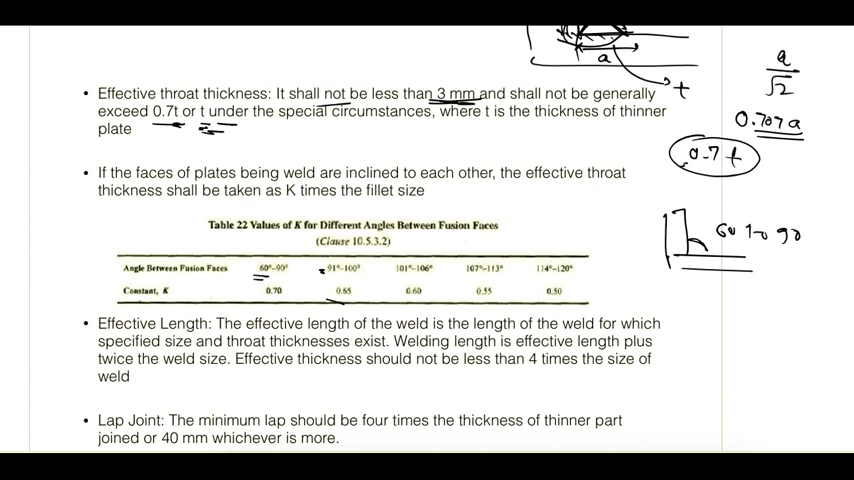 a
t
a
√2
• Effective throat thickness: It shall not be less than 3 mm and shall not be generally
exceed 0.7t or t under the special circumstances, where t is the thickness of thinner
plate
0.707a
0.7 t
• If the faces of plates being weld are inclined to each other, the effective throat
thickness shall be taken as K times the fillet size
Table 22 Values of K for Different Angles Between Fusion Faces
(Clause 10.5.3.2)
60 to 90
Angle Between Fusion Faces 60°–90° 91°–100° 101°–106° 107°–113° 114°–120°
Constant, K 0.70 0.65 0.60 0.55 0.50
• Effective Length: The effective length of the weld is the length of the weld for which
specified size and throat thicknesses exist. Welding length is effective length plus
twice the weld size. Effective thickness should not be less than 4 times the size of
weld
• Lap Joint: The minimum lap should be four times the thickness of thinner part
joined or 40 mm whichever is more.